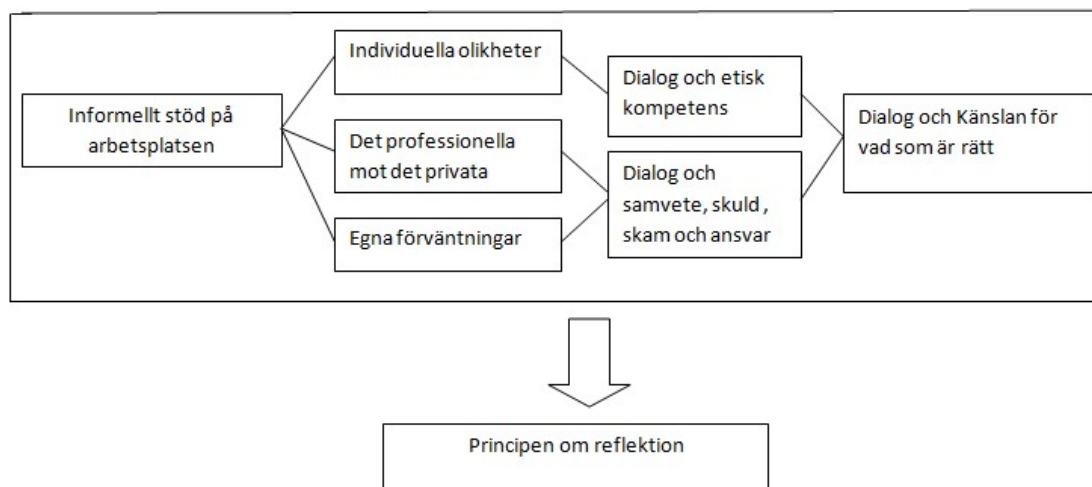 Informellt stöd på
arbetsplatsen
Individuella olikheter
Det professionella
mot det privata
Egna förväntningar
Dialog och etisk
kompetens
Dialog och
samvete, skuld ,
skam och ansvar
Dialog och Känslan för
vad som är rätt
Principen om reflektion